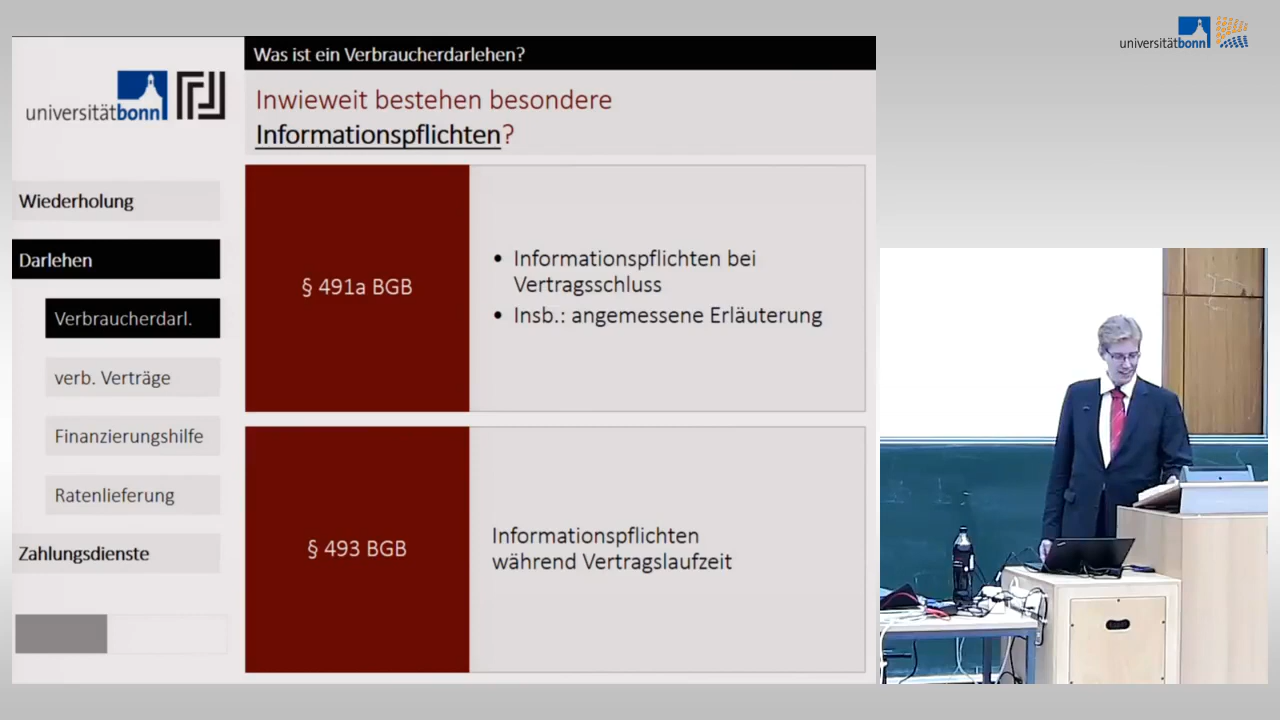 universitätbonn
Was ist ein Verbraucherdarlehen?
universitätbonn
Inwieweit bestehen besondere
Informationspflichten?
Wiederholung
Darlehen
Verbraucherdarl.
verb. Verträge
Finanzierungshilfe
Ratenlieferung
Zahlungsdienste
§ 491a BGB
• Informationspflichten bei
Vertragsschluss
• Insb.: angemessene Erläuterung
§ 493 BGB
Informationspflichten
während Vertragslaufzeit